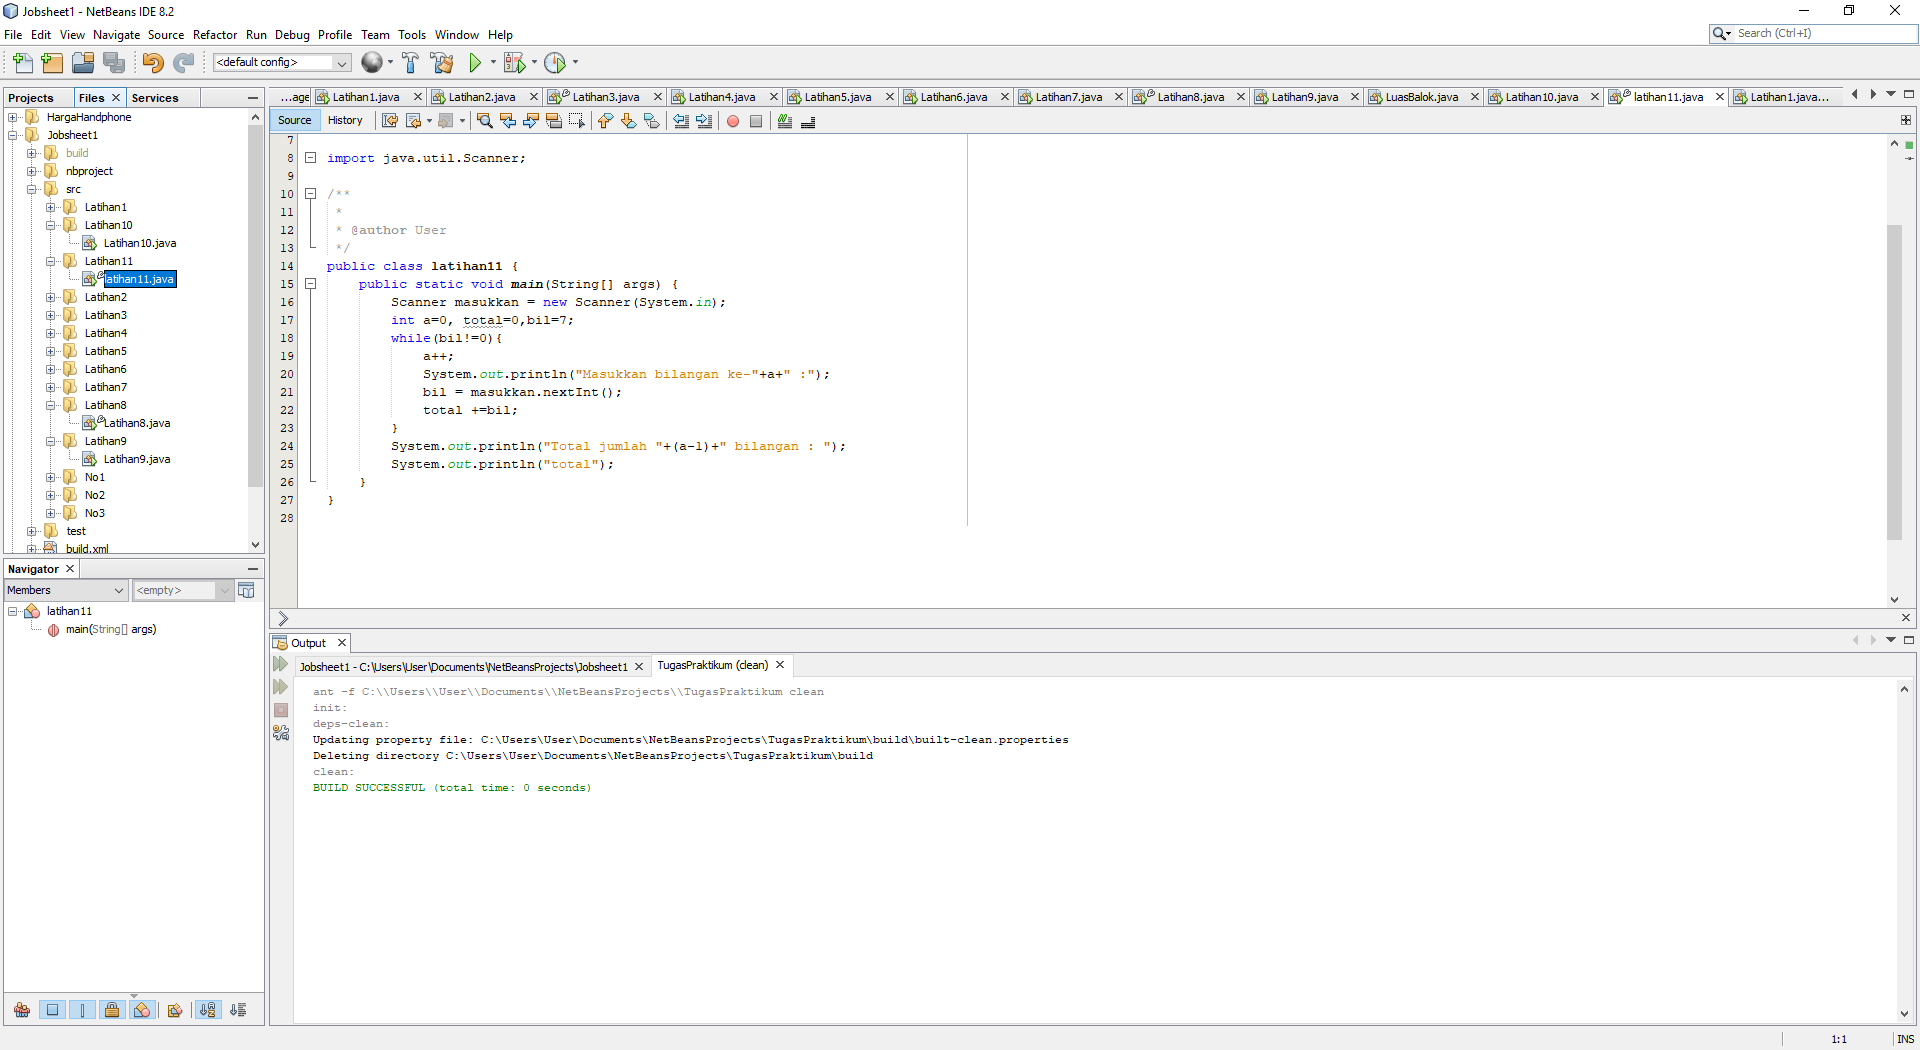 Jobsheet1 - NetBeans IDE 8.2
File Edit View Navigate Source Refactor Run Debug Profile Team Tools Window Help
Search (Ctrl+I)
<default config>
Projects Files Services
...age Latihan1.java Latihan2.java Latihan3.java Latihan4.java Latihan5.java Latihan6.java Latihan7.java Latihan8.java Latihan9.java LuasBalok.java Latihan10.java latihan11.java Latihan1.java...
Source History
HargaHandphone
Jobsheet1
build
nbproject
src
Latihan1
Latihan10
Latihan10.java
Latihan11
latihan11.java
Latihan2
Latihan3
Latihan4
Latihan5
Latihan6
Latihan7
Latihan8
Latihan8.java
Latihan9
Latihan9.java
No1
No2
No3
test
build.xml
7
8 import java.util.Scanner;
9
10 /**
11 *
12 * @author User
13 */
14 public class latihan11 {
15 public static void main(String[] args) {
16 Scanner masukkan = new Scanner(System.in);
17 int a=0, total=0,bil=7;
18 while(bil!=0){
19 a++;
20 System.out.println("Masukkan bilangan ke-"+a+" :");
21 bil = masukkan.nextInt();
22 total +=bil;
23 }
24 System.out.println("Total jumlah "+(a-1)+" bilangan : ");
25 System.out.println("total");
26 }
27 }
28
Navigator
Members <empty>
latihan11
main(String[] args)
Output
Jobsheet1 - C:\Users\User\Documents\NetBeansProjects\Jobsheet1 TugasPraktikum (clean)
ant -f C:\\Users\\User\\Documents\\NetBeansProjects\\TugasPraktikum clean
init:
deps-clean:
Updating property file: C:\Users\User\Documents\NetBeansProjects\TugasPraktikum\build\built-clean.properties
Deleting directory C:\Users\User\Documents\NetBeansProjects\TugasPraktikum\build
clean:
BUILD SUCCESSFUL (total time: 0 seconds)
1:1 INS